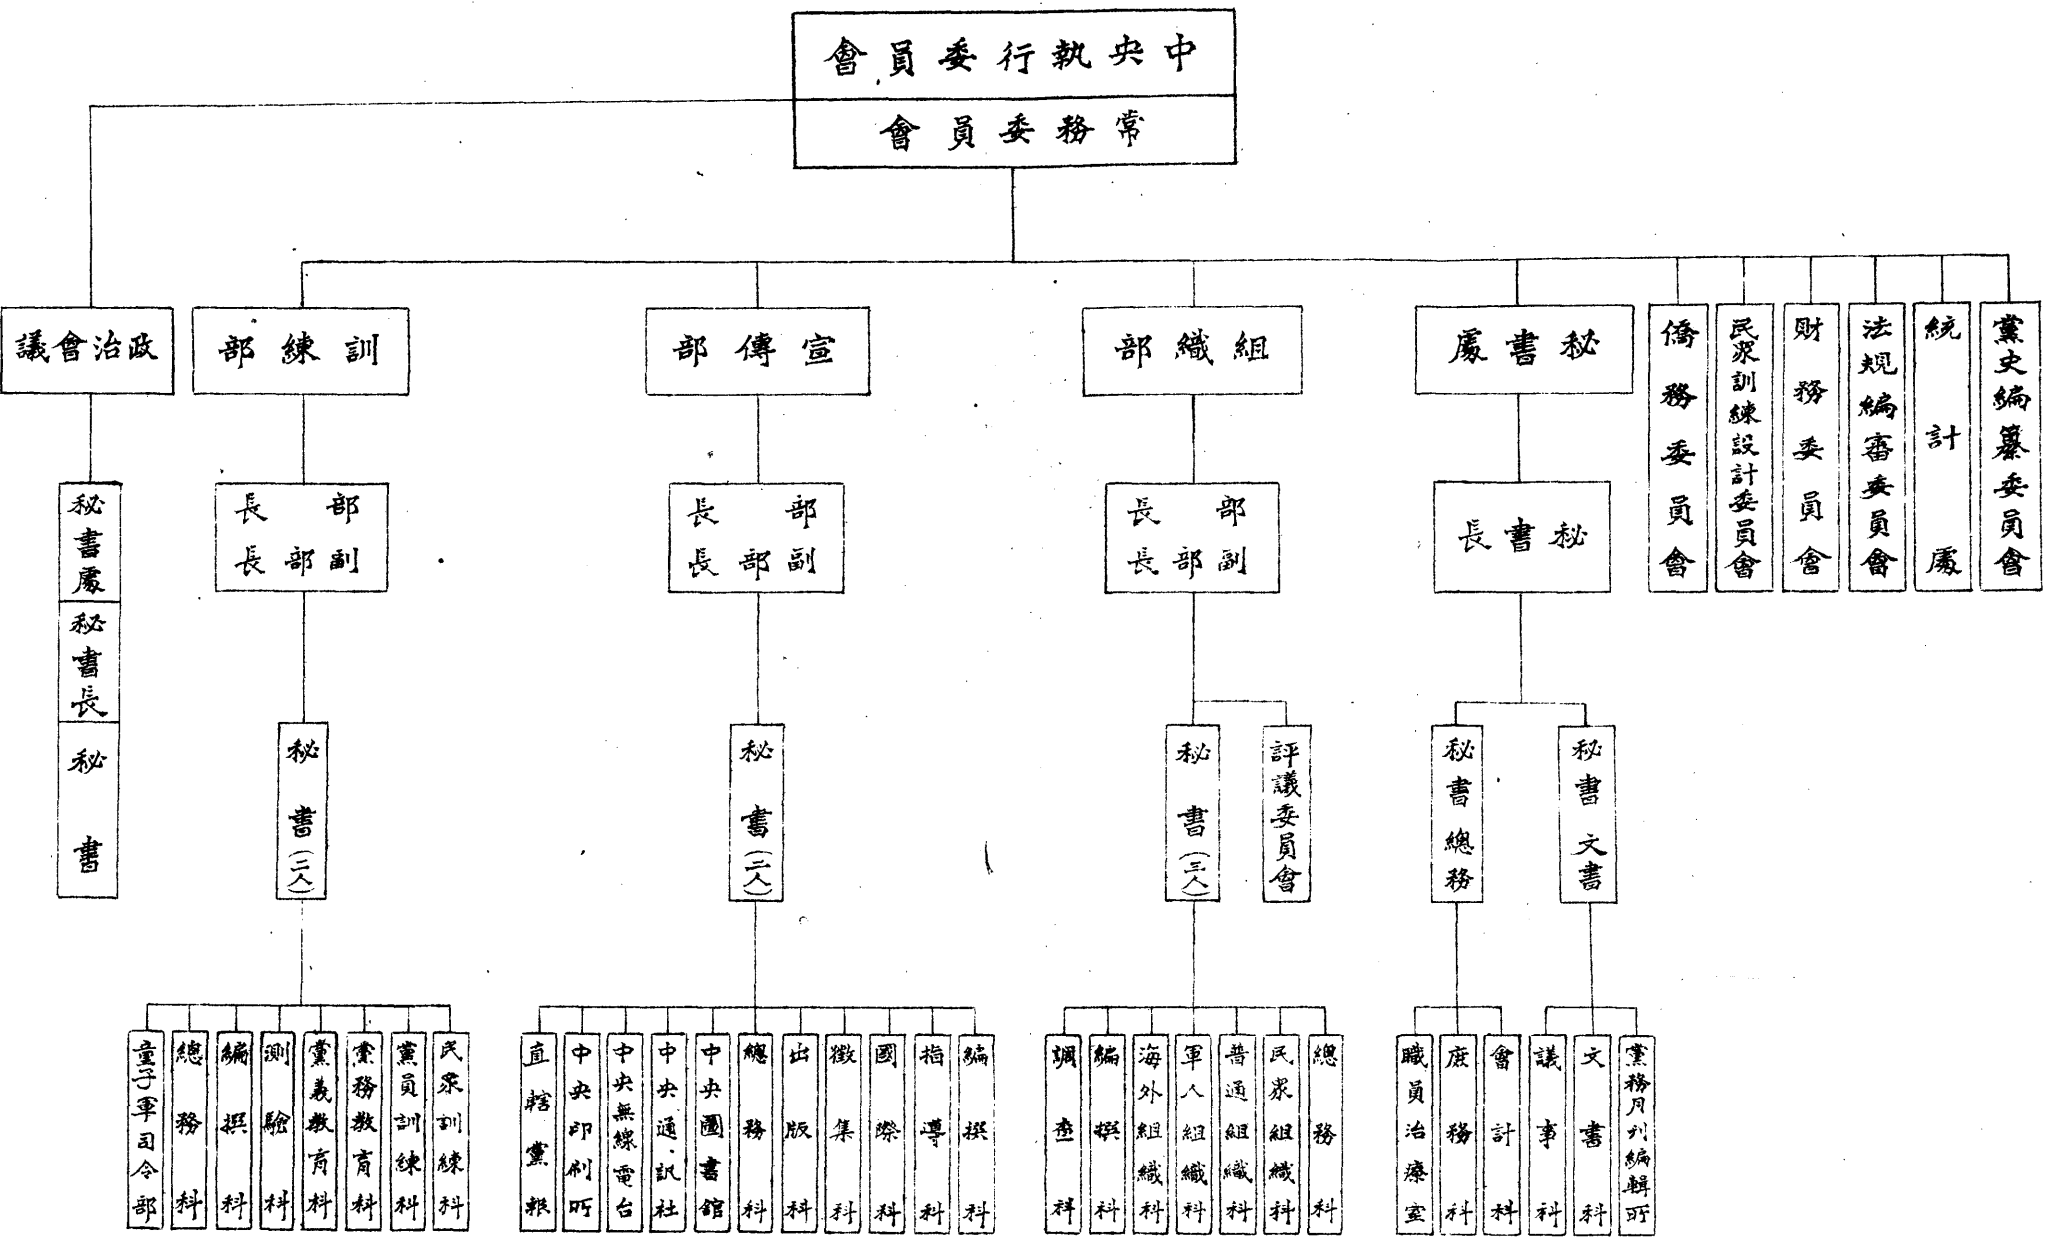 中央執行委員會
常務委員會
黨史編纂委員會
統計處
法規編審委員會
財務委員會
民眾訓練設計委員會
僑務委員會
秘書處
組織部
宣傳部
訓練部
政治會議
秘書長
部長
副部長
部長
副部長
部長
副部長
秘書處
秘書長
秘書
秘書 文書
秘書總務
評議委員會
秘書(三人)
秘書(二人)
秘書(二人)
黨務月刊編輯所
文書科
議事科
會計科
庶務科
職員治療室
總務科
民眾組織科
普通組織科
軍人組織科
海外組織科
編撰科
調查科
編撰科
指導科
國際科
徵集科
出版科
總務科
中央圖書館
中央通訊社
中央無線電台
中央印刷所
直轄黨報
民眾訓練科
黨員訓練科
黨務教育科
黨義教育科
測驗科
編撰科
總務科
童子軍司令部